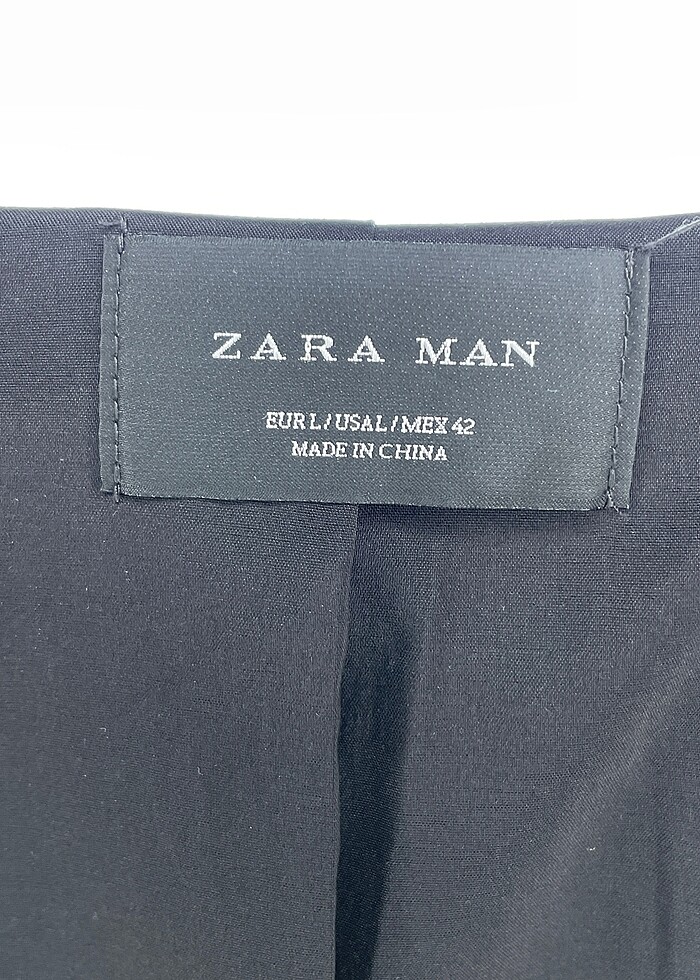 ZARA MAN
EUR L / USA L / MEX 42
MADE IN CHINA